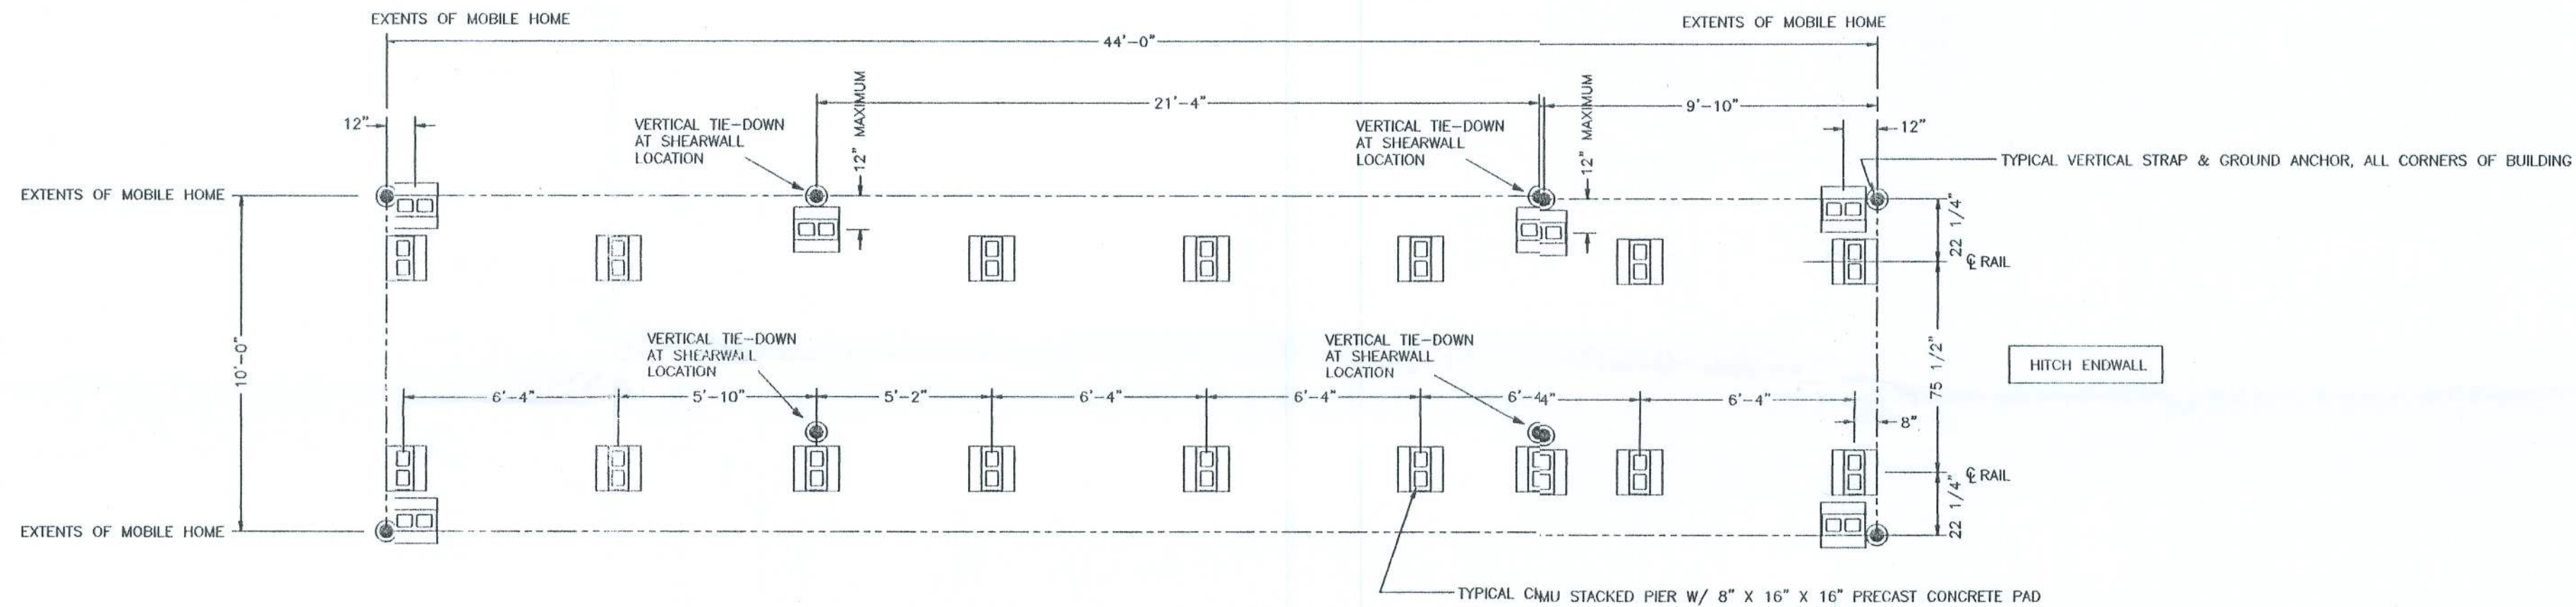 EXTENTS OF MOBILE HOME
EXTENTS OF MOBILE HOME
44'-0"
21'-4"
9'-10"
12"
VERTICAL TIE-DOWN
AT SHEARWALL
LOCATION
12" MAXIMUM
VERTICAL TIE-DOWN
AT SHEARWALL
LOCATION
12" MAXIMUM
12"
TYPICAL VERTICAL STRAP & GROUND ANCHOR, ALL CORNERS OF BUILDING
EXTENTS OF MOBILE HOME
22 1/4"
℄ RAIL
10'-0"
VERTICAL TIE-DOWN
AT SHEARWALL
LOCATION
VERTICAL TIE-DOWN
AT SHEARWALL
LOCATION
75 1/2"
HITCH ENDWALL
6'-4"
5'-10"
5'-2"
6'-4"
6'-4"
6'-4"
6'-4"
8"
℄ RAIL
22 1/4"
EXTENTS OF MOBILE HOME
TYPICAL CMU STACKED PIER W/ 8" X 16" X 16" PRECAST CONCRETE PAD